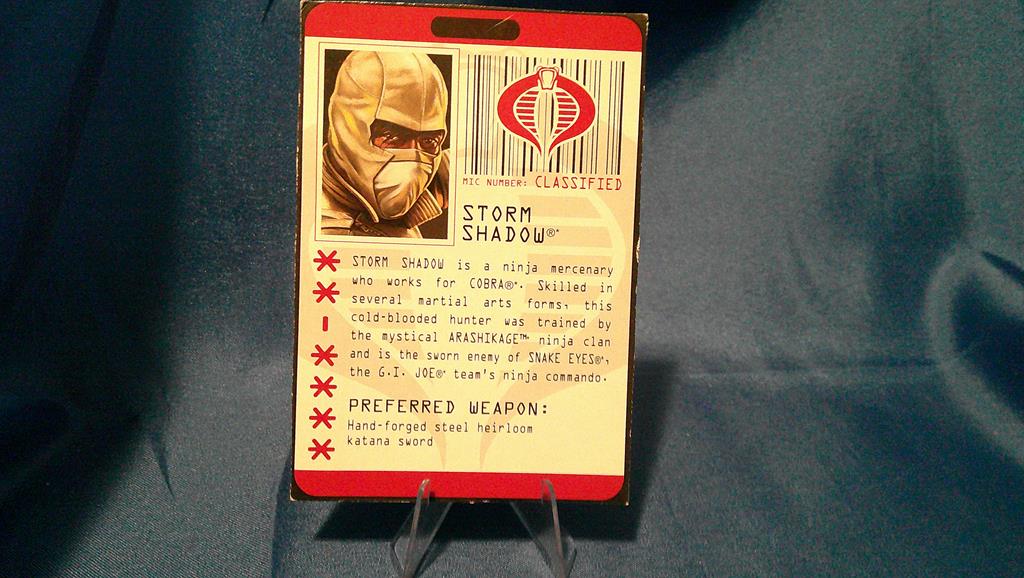 MIC NUMBER: CLASSIFIED
STORM
SHADOW®*
STORM SHADOW is a ninja mercenary
who works for COBRA®*. Skilled in
several martial arts forms, this
cold-blooded hunter was trained by
the mystical ARASHIKAGE™ ninja clan
and is the sworn enemy of SNAKE EYES®*,
the G.I. JOE®* team's ninja commando.
PREFERRED WEAPON:
Hand-forged steel heirloom
katana sword